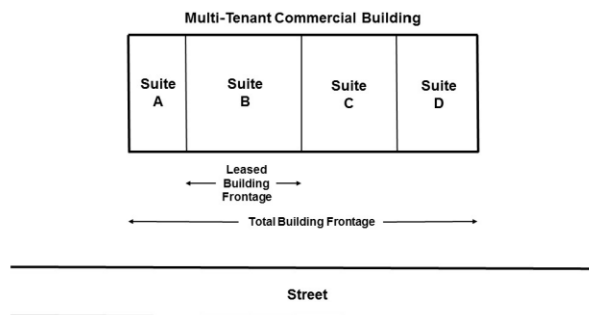 Multi-Tenant Commercial Building
Suite
A
Suite
B
Suite
C
Suite
D
Leased
Building
Frontage
Total Building Frontage
Street